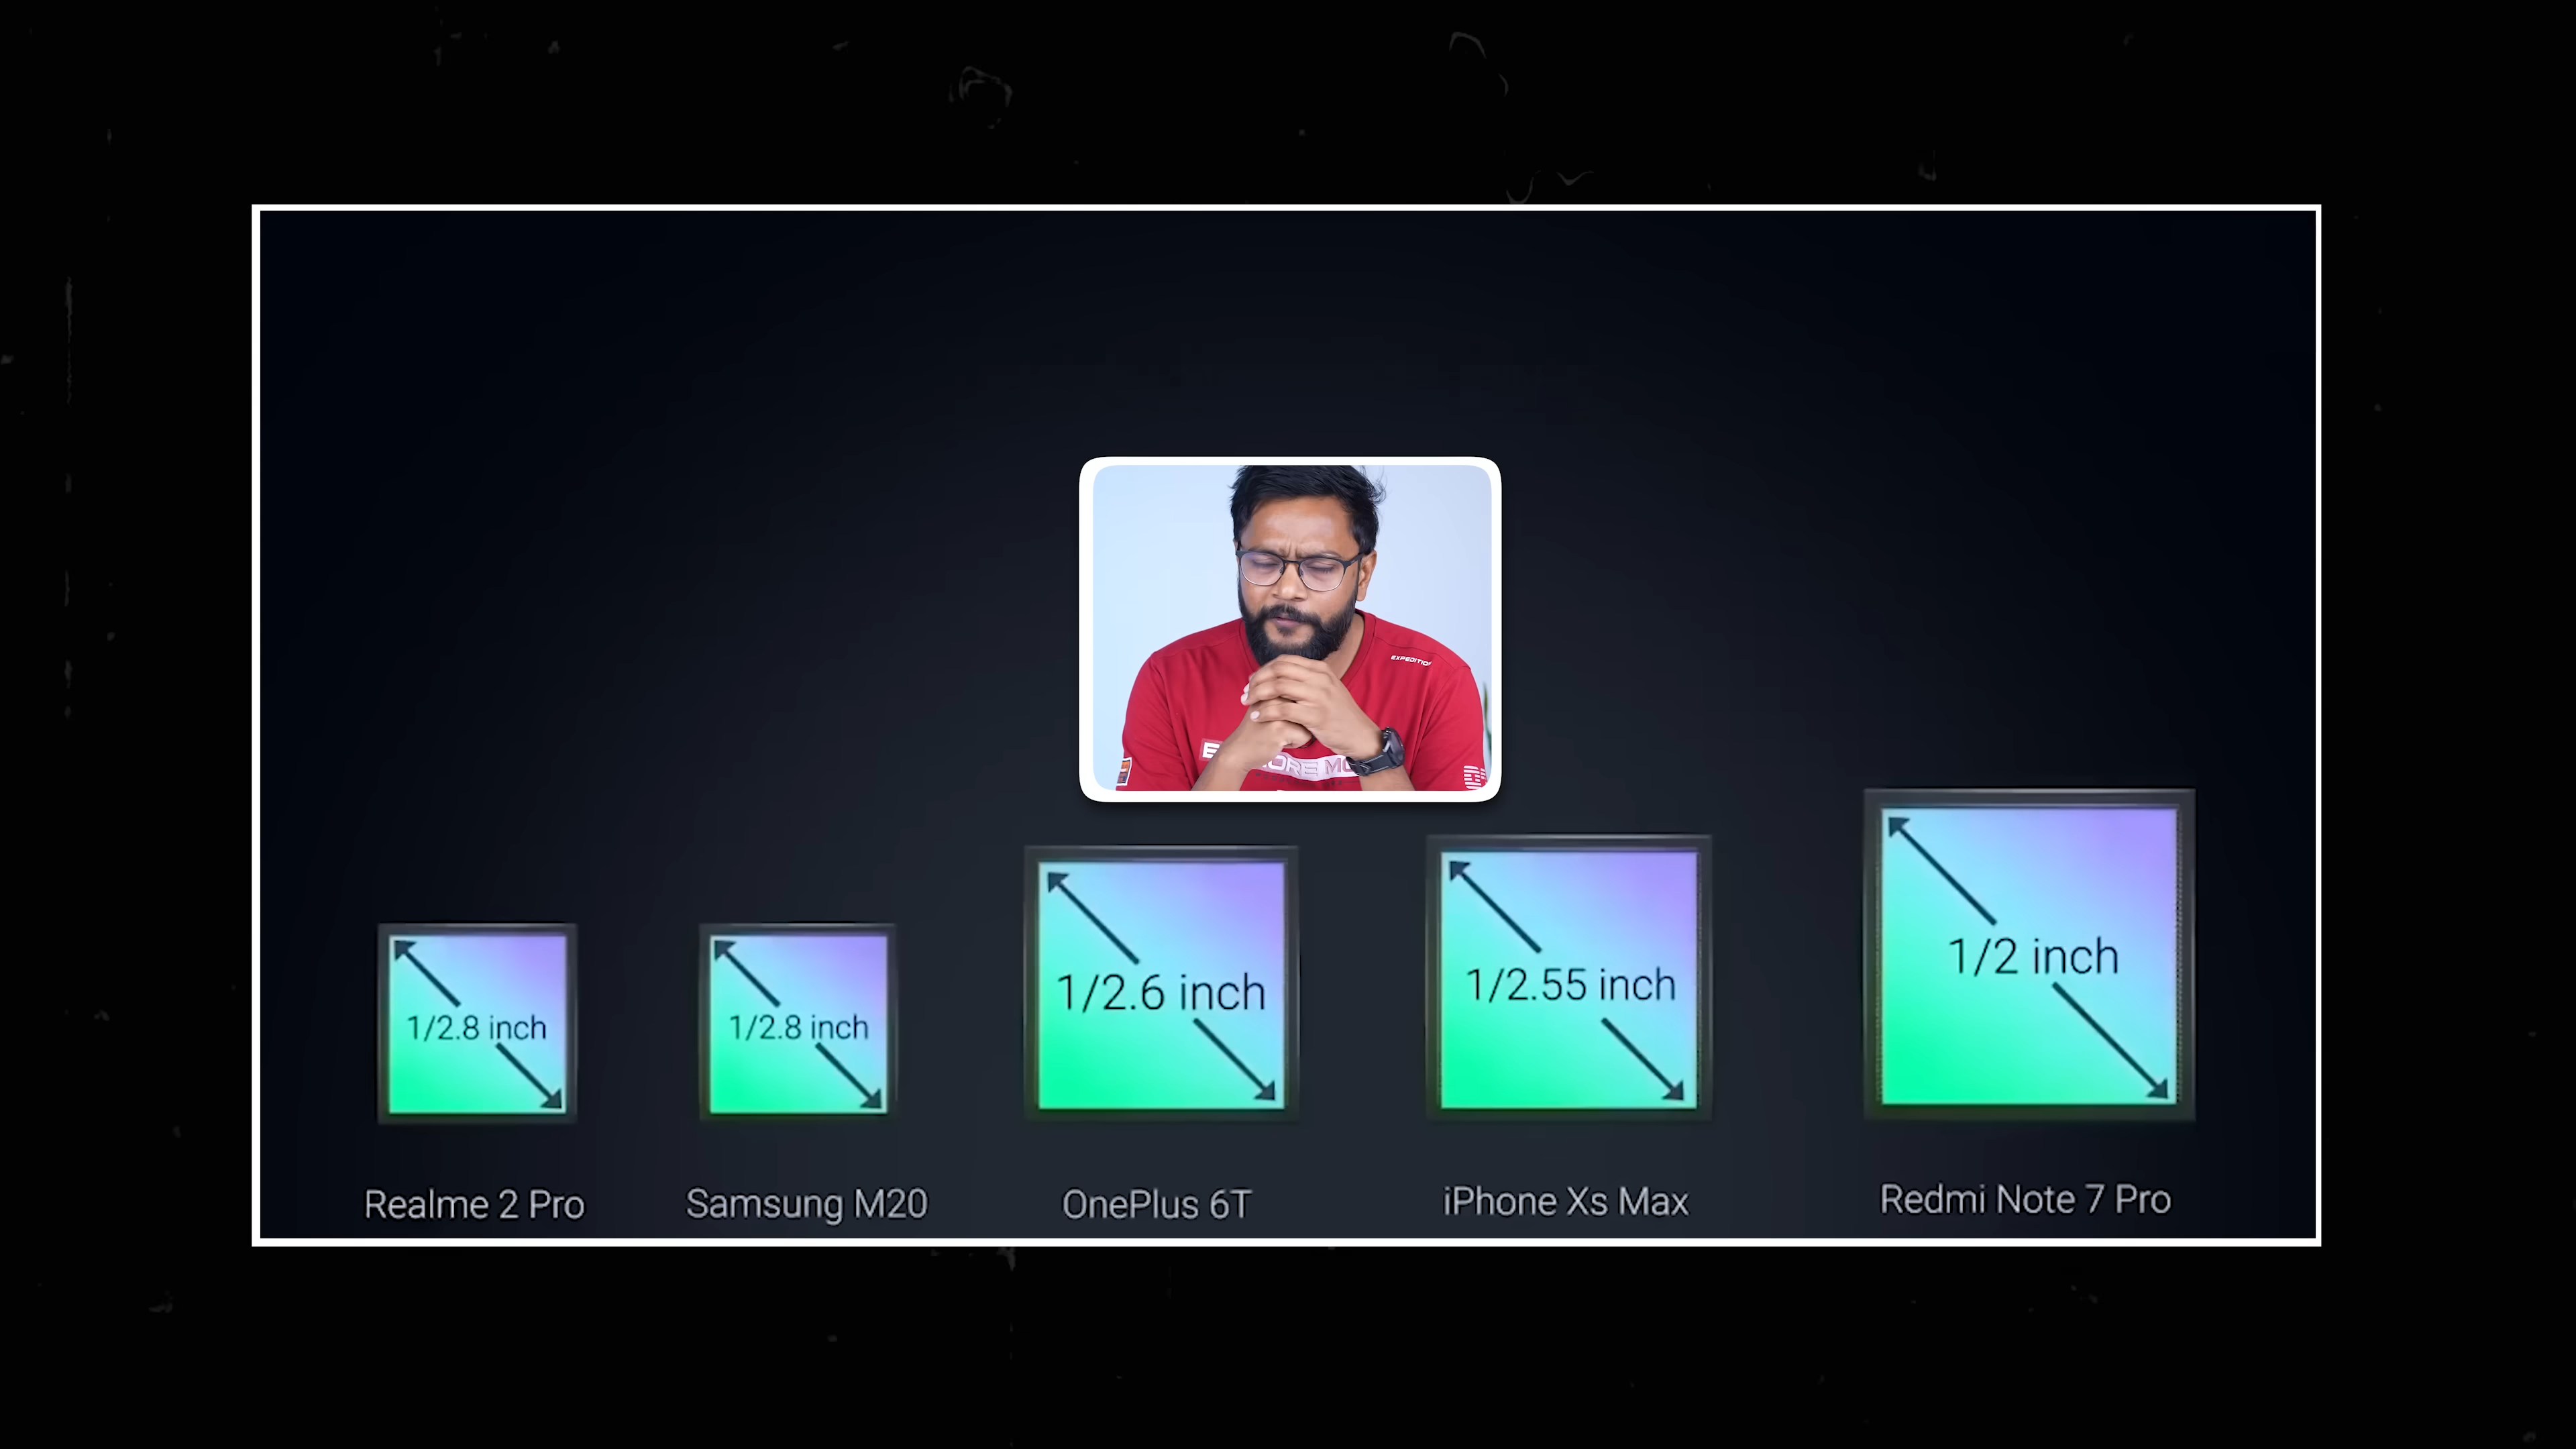 EXPEDITION
1/2.8 inch
1/2.8 inch
1/2.6 inch
1/2.55 inch
1/2 inch
Realme 2 Pro
Samsung M20
OnePlus 6T
iPhone Xs Max
Redmi Note 7 Pro